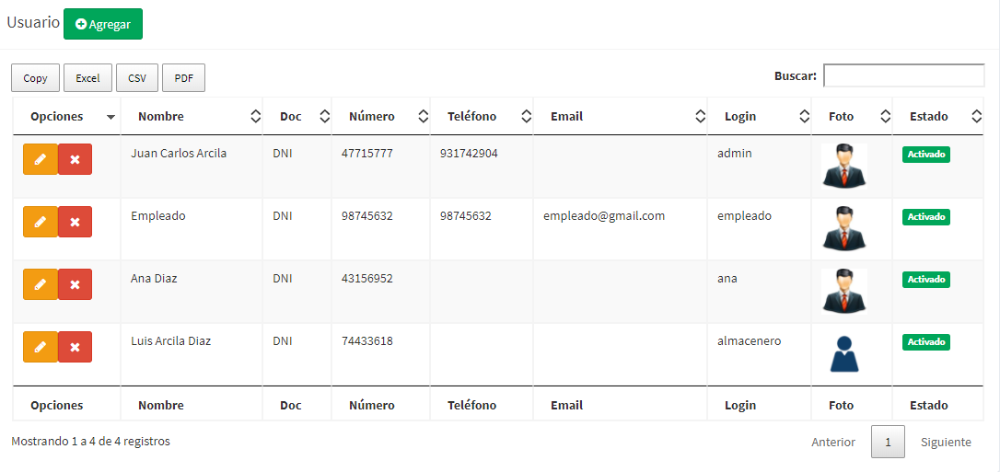 Usuario Agregar
Copy Excel CSV PDF Buscar:
Opciones Nombre Doc Número Teléfono Email Login Foto Estado
Juan Carlos Arcila DNI 47715777 931742904 admin Activado
Empleado DNI 98745632 98745632 empleado@gmail.com empleado Activado
Ana Diaz DNI 43156952 ana Activado
Luis Arcila Diaz DNI 74433618 almacenero Activado
Opciones Nombre Doc Número Teléfono Email Login Foto Estado
Mostrando 1 a 4 de 4 registros Anterior 1 Siguiente